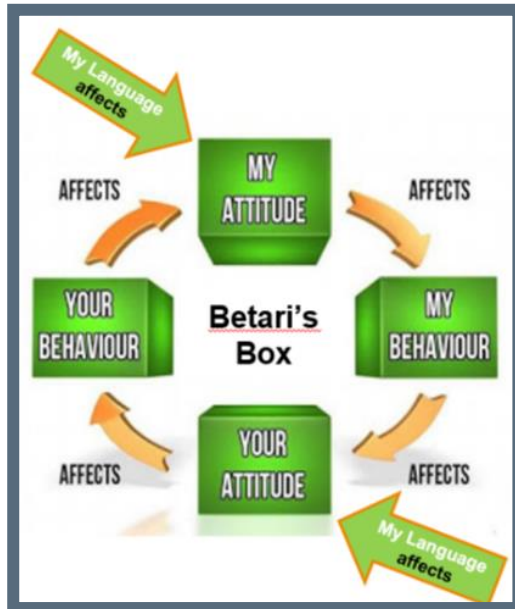 My Language
affects
AFFECTS
MY
ATTITUDE
AFFECTS
YOUR
BEHAVIOUR
Betari's
Box
MY
BEHAVIOUR
AFFECTS
YOUR
ATTITUDE
AFFECTS
My Language
affects